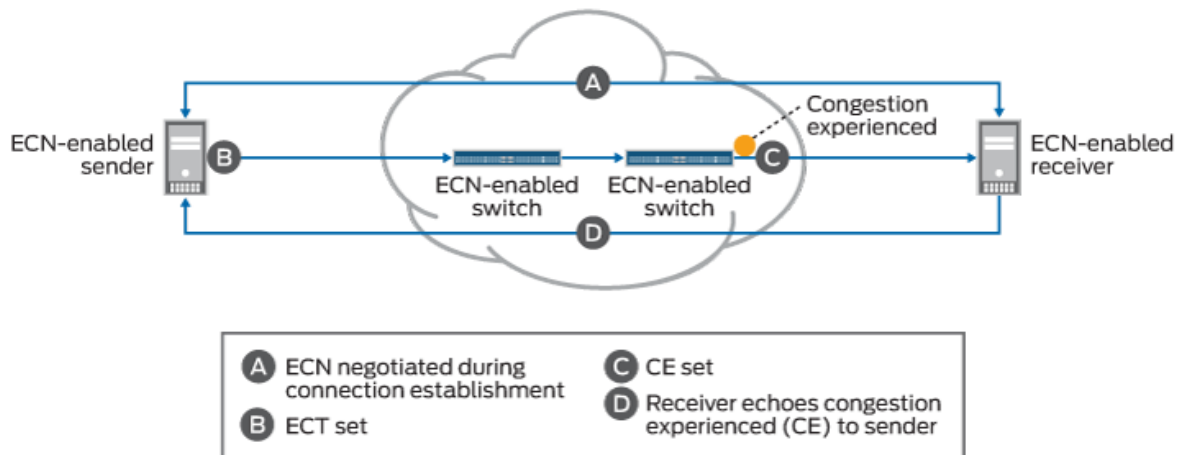 A
Congestion
experienced
ECN-enabled
sender
B
C
ECN-enabled
receiver
ECN-enabled
switch
ECN-enabled
switch
D
A ECN negotiated during
connection establishment
B ECT set
C CE set
D Receiver echoes congestion
experienced (CE) to sender